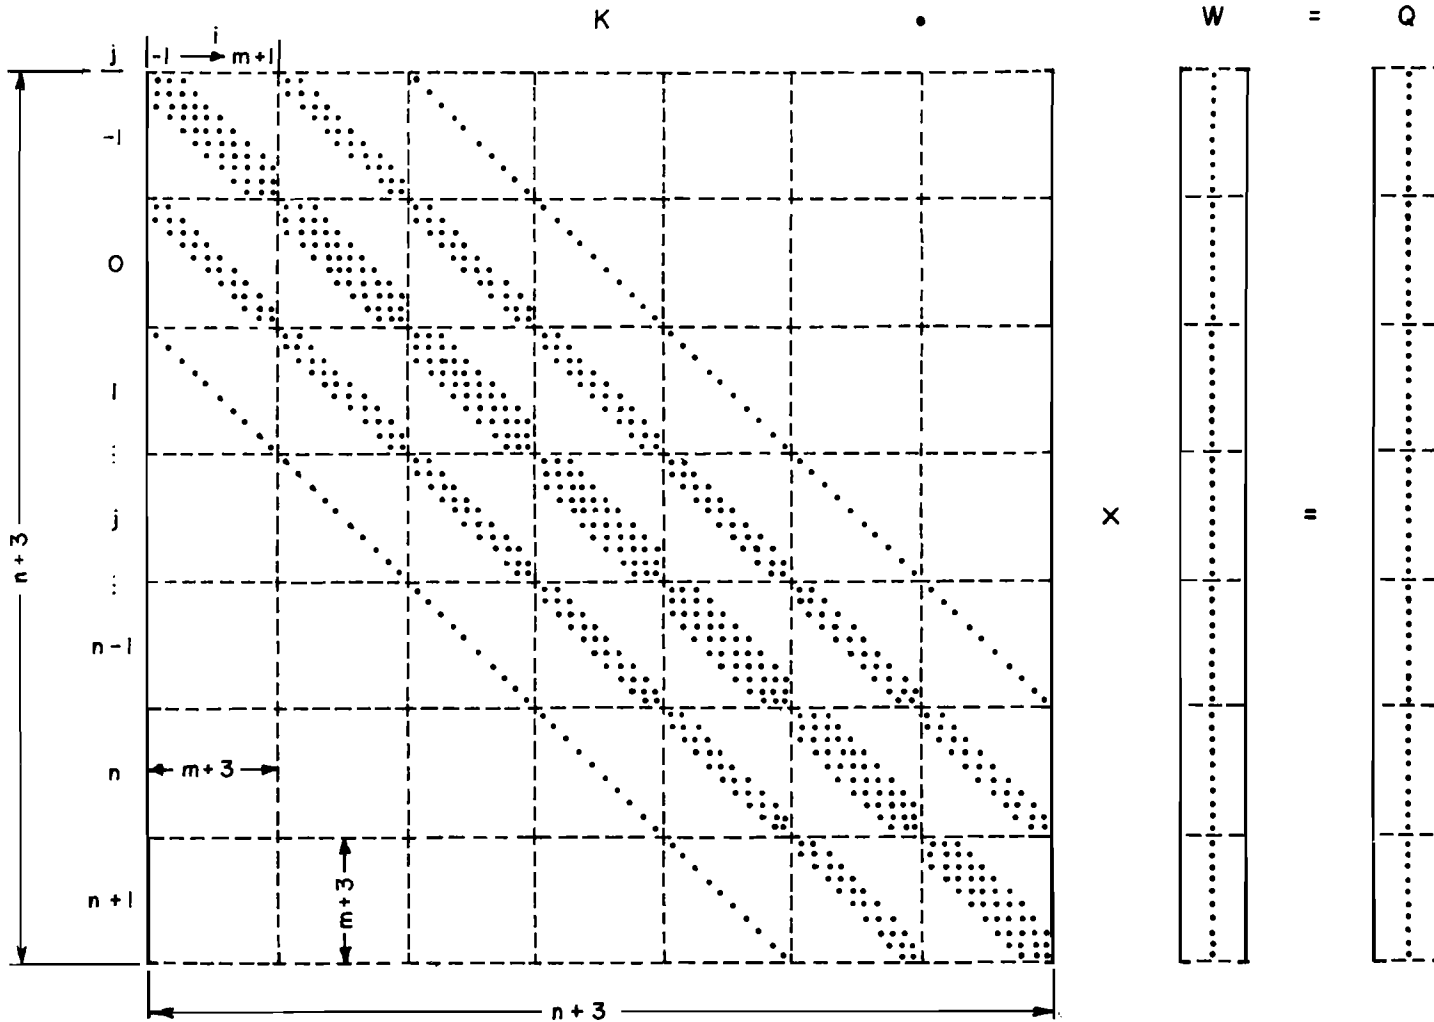 K • W = Q
j -1 i → m+1
-1
0
1
⋮
j
⋮
n-1
n
n+1
n+3
m+3
m+3
n+3
× =